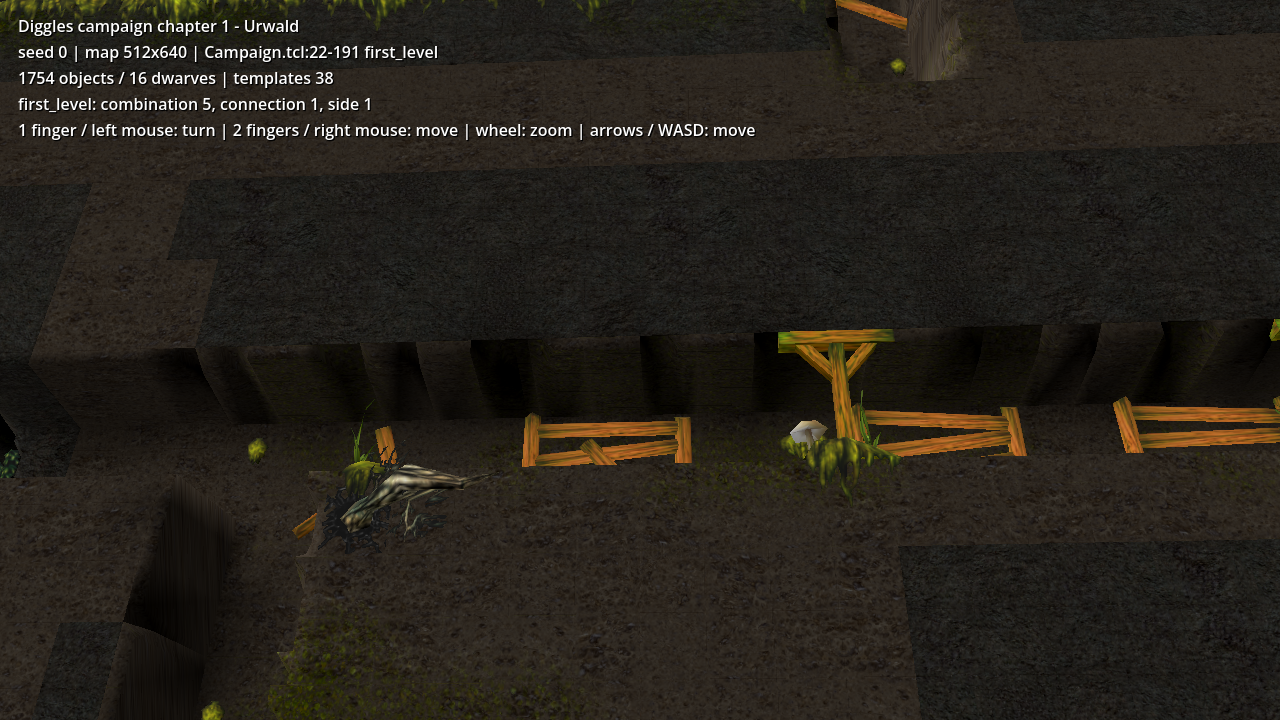 Diggles campaign chapter 1 - Urwald
seed 0 | map 512x640 | Campaign.tcl:22-191 first_level
1754 objects / 16 dwarves | templates 38
first_level: combination 5, connection 1, side 1
1 finger / left mouse: turn | 2 fingers / right mouse: move | wheel: zoom | arrows / WASD: move